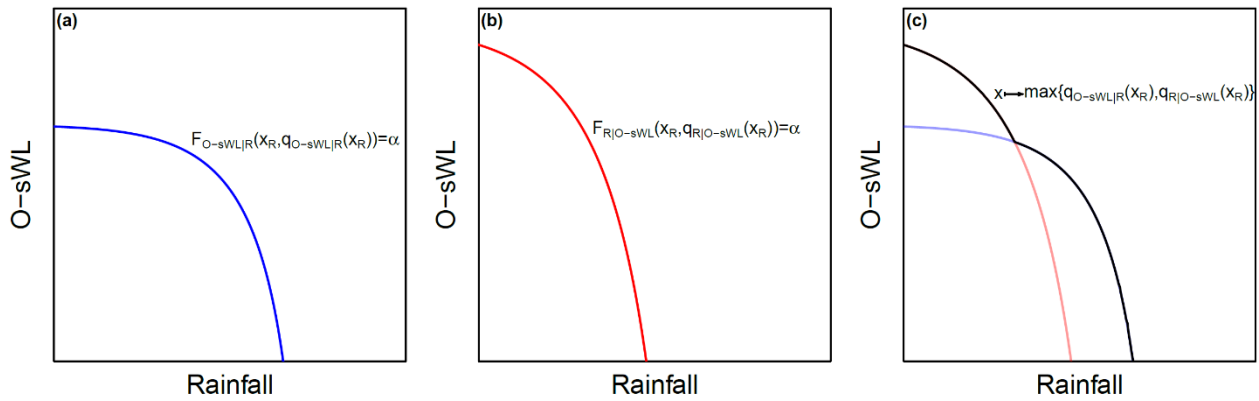 (a)
O−sWL
F_{O−sWL|R}(x_R,q_{O−sWL|R}(x_R))=α
Rainfall
(b)
O−sWL
F_{R|O−sWL}(x_R,q_{R|O−sWL}(x_R))=α
Rainfall
(c)
O−sWL
x ↦ max{q_{O−sWL|R}(x_R),q_{R|O−sWL}(x_R)}
Rainfall